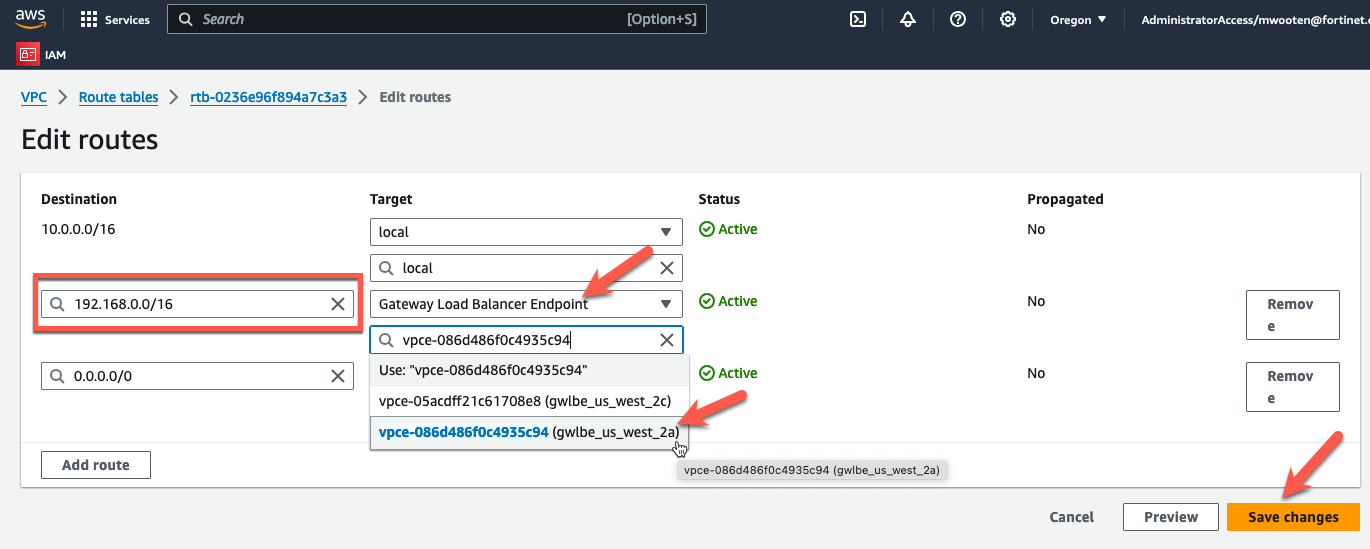 aws Services Search [Option+S] Oregon AdministratorAccess/mwooten@fortinet.c
IAM
VPC > Route tables > rtb-0236e96f894a7c3a3 > Edit routes
Edit routes
Destination Target Status Propagated
10.0.0.0/16 local Active No
local
192.168.0.0/16 Gateway Load Balancer Endpoint Active No Remov
e
vpce-086d486f0c4935c94
Use: "vpce-086d486f0c4935c94"
0.0.0.0/0 Active No Remov
e
vpce-05acdff21c61708e8 (gwlbe_us_west_2c)
vpce-086d486f0c4935c94 (gwlbe_us_west_2a)
Add route
vpce-086d486f0c4935c94 (gwlbe_us_west_2a)
Cancel Preview Save changes